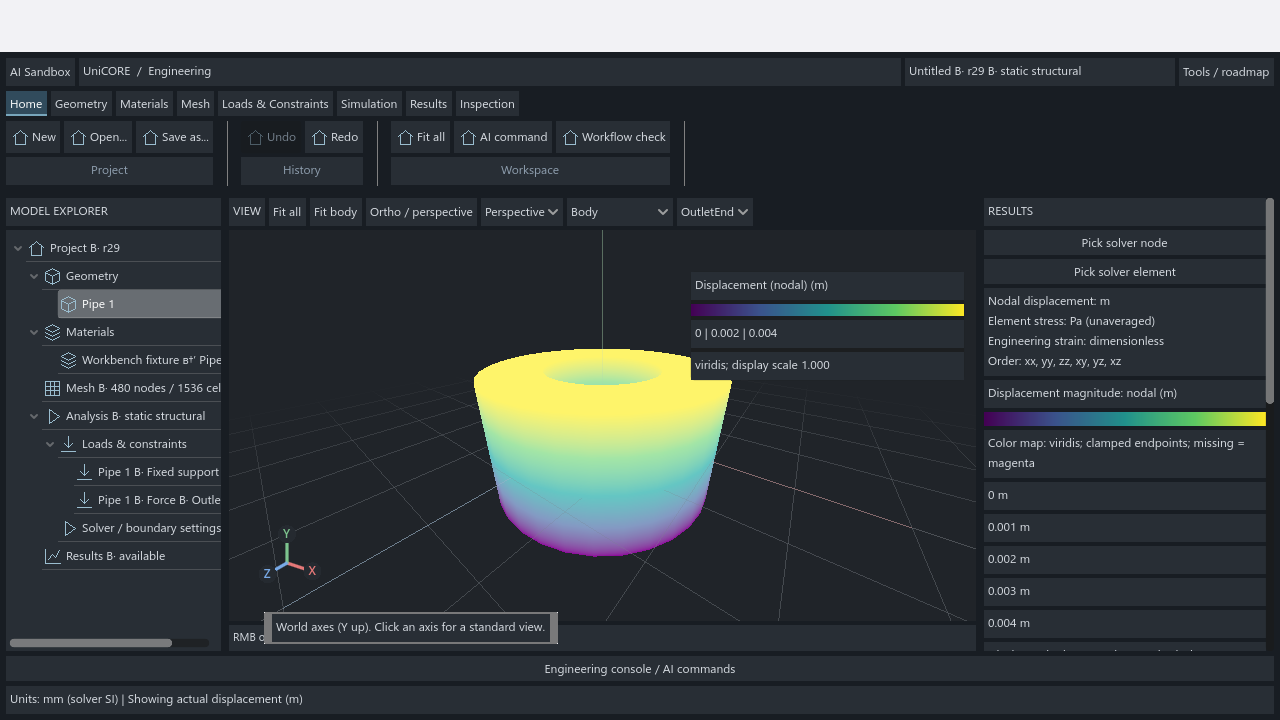 AI Sandbox
UniCORE / Engineering
Untitled В· r29 В· static structural
Tools / roadmap
Home
Geometry
Materials
Mesh
Loads & Constraints
Simulation
Results
Inspection
New
Open...
Save as...
Undo
Redo
Fit all
AI command
Workflow check
Project
History
Workspace
MODEL EXPLORER
VIEW
Fit all
Fit body
Ortho / perspective
Perspective
Body
OutletEnd
RESULTS
Project В· r29
Geometry
Pipe 1
Materials
Workbench fixture в†' Pipe
Mesh В· 480 nodes / 1536 cel
Analysis В· static structural
Loads & constraints
Pipe 1 В· Fixed support
Pipe 1 В· Force В· Outle
Solver / boundary settings
Results В· available
Displacement (nodal) (m)
0 | 0.002 | 0.004
viridis; display scale 1.000
Y
Z
X
World axes (Y up). Click an axis for a standard view.
RMB
Pick solver node
Pick solver element
Nodal displacement: m
Element stress: Pa (unaveraged)
Engineering strain: dimensionless
Order: xx, yy, zz, xy, yz, xz
Displacement magnitude: nodal (m)
Color map: viridis; clamped endpoints; missing =
magenta
0 m
0.001 m
0.002 m
0.003 m
0.004 m
Engineering console / AI commands
Units: mm (solver SI) | Showing actual displacement (m)